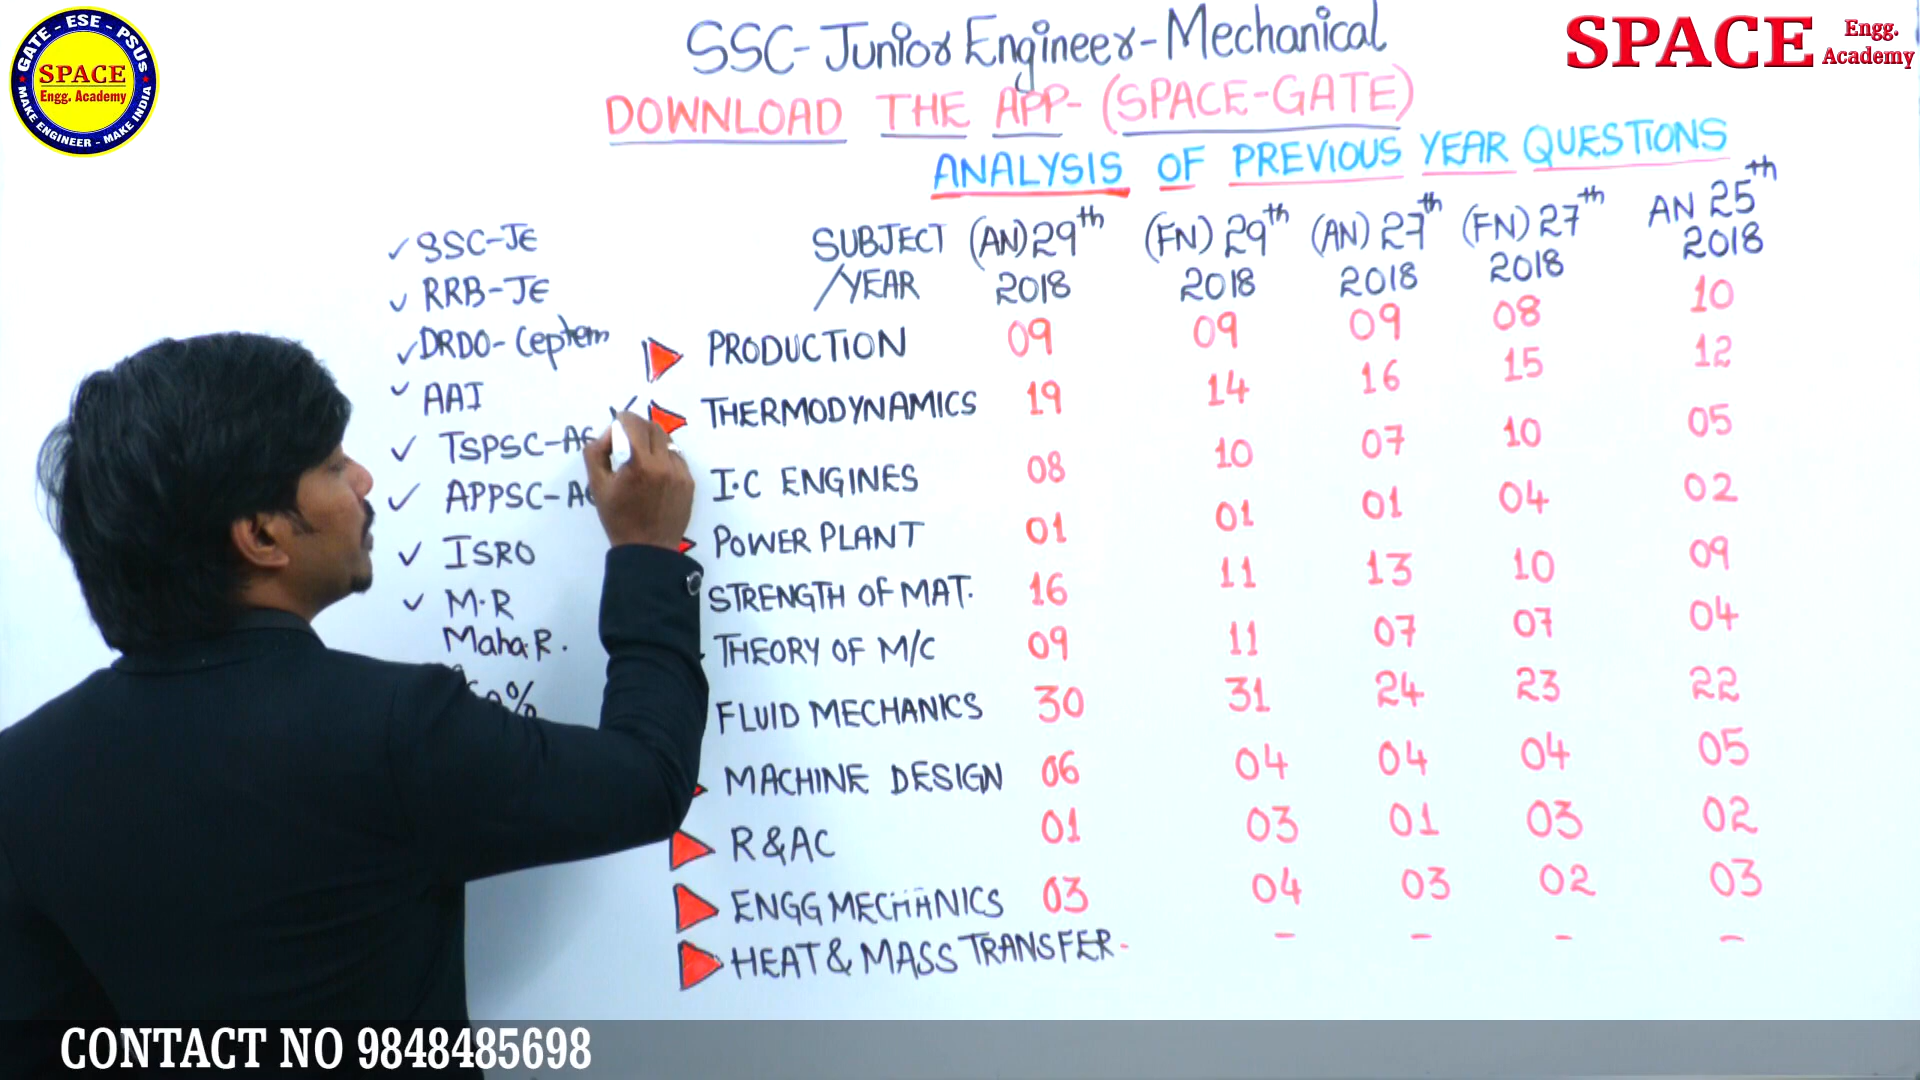 GATE - ESE - PSUs
SPACE
Engg. Academy
MAKE ENGINEER - MAKE INDIA
SPACE Engg. Academy
SSC-Junior Engineer-Mechanical
DOWNLOAD THE APP-(SPACE-GATE)
ANALYSIS OF PREVIOUS YEAR QUESTIONS
✓ SSC-JE
✓ RRB-JE
✓ DRDO-Ceptem
✓ AAI
✓ TSPSC-AE
✓ APPSC-AE
✓ ISRO
✓ M.R
Maha.R.
SUBJECT/YEAR (AN) 29th 2018 (FN) 29th 2018 (AN) 27th 2018 (FN) 27th 2018 AN 25th 2018
PRODUCTION 09 09 09 08 10
THERMODYNAMICS 19 14 16 15 12
I.C ENGINES 08 10 07 10 05
POWER PLANT 01 01 01 04 02
STRENGTH OF MAT. 16 11 13 10 09
THEORY OF M/C 09 11 07 07 04
FLUID MECHANICS 30 31 24 23 22
MACHINE DESIGN 06 04 04 04 05
R&AC 01 03 01 03 02
ENGG MECHANICS 03 04 03 02 03
HEAT & MASS TRANSFER - - - - -
CONTACT NO 9848485698